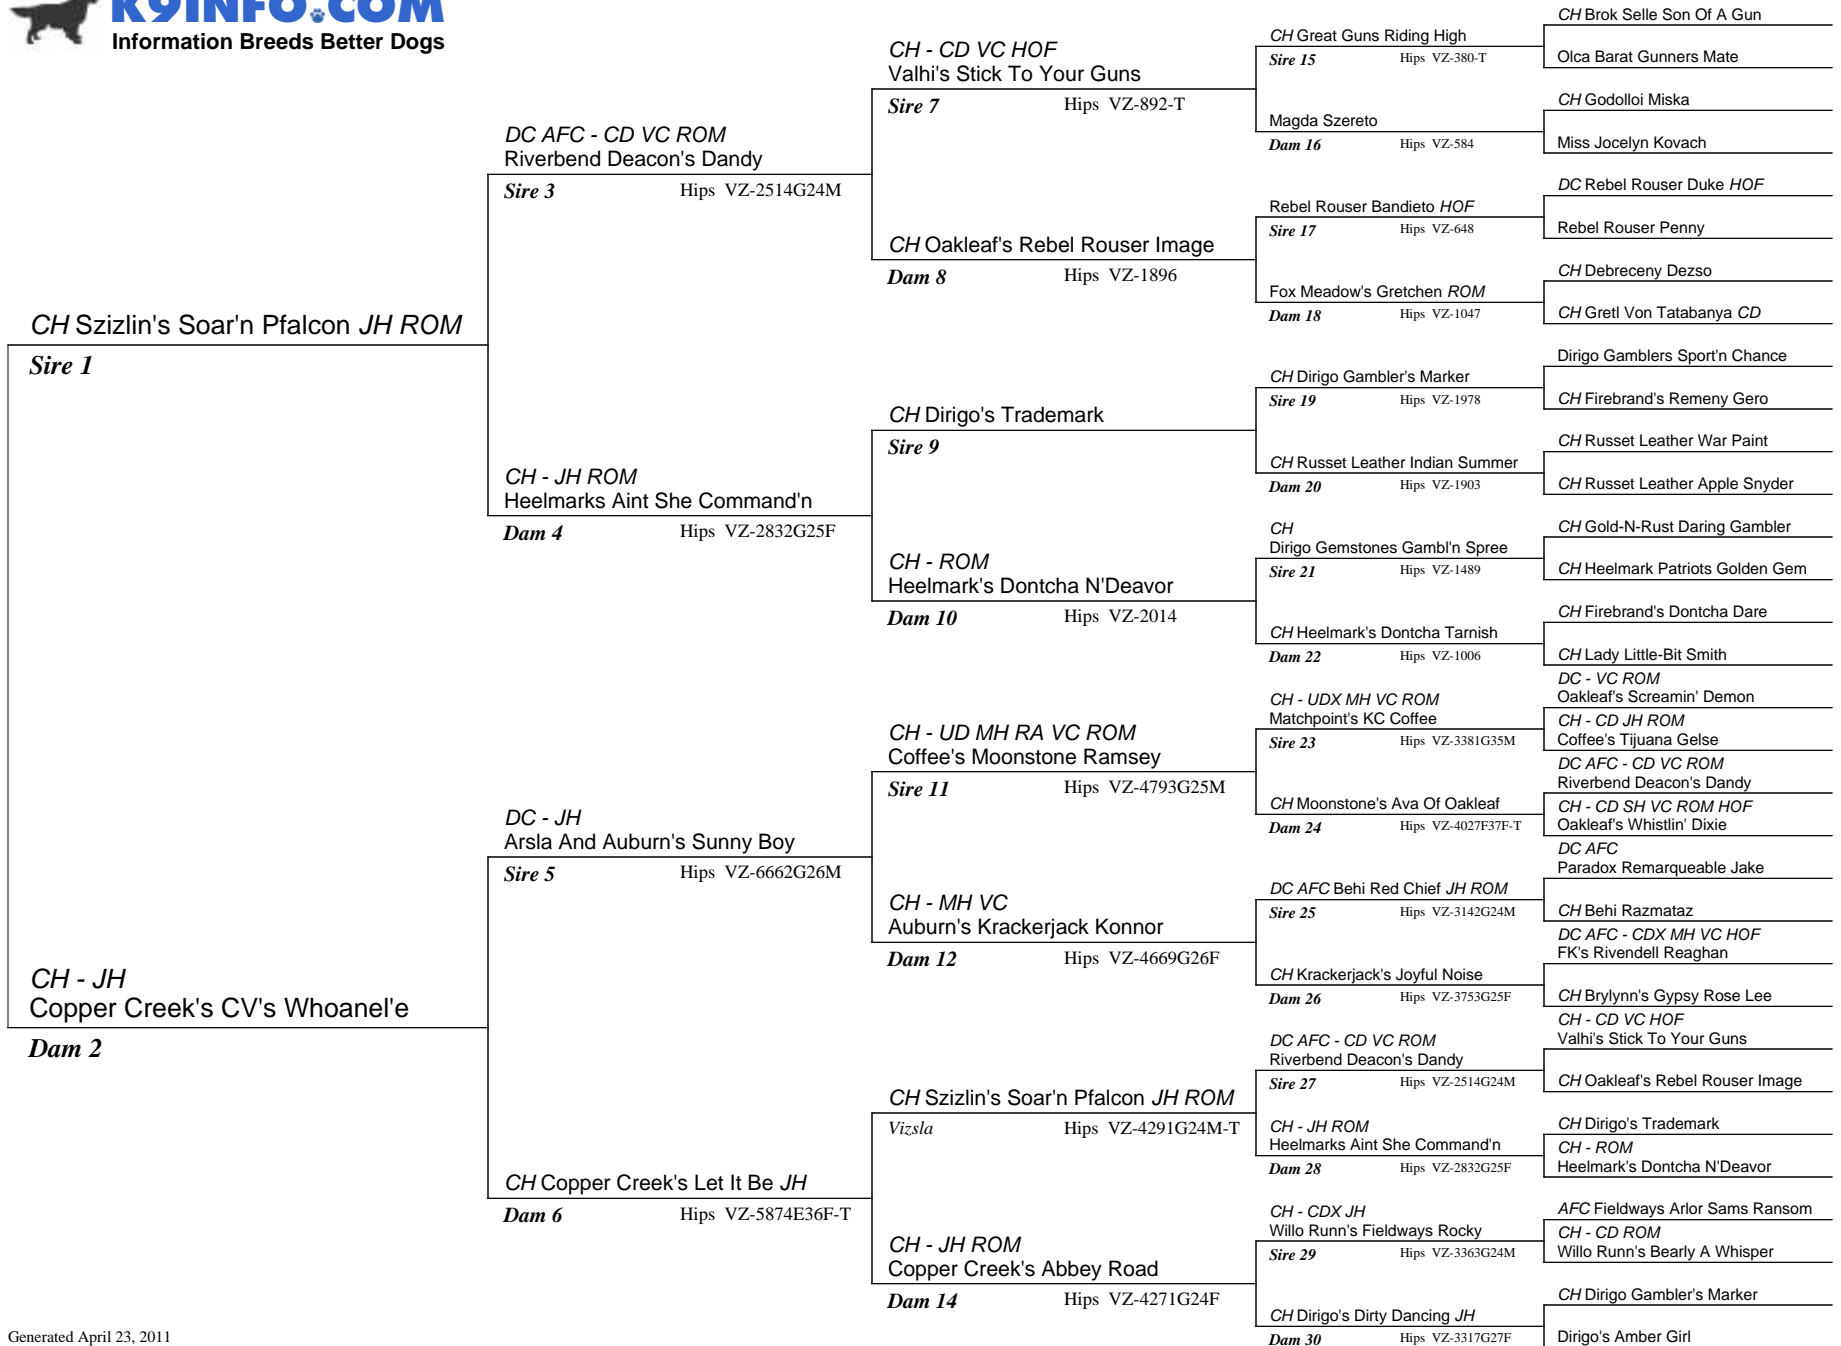 K9INFO.COM
Information Breeds Better Dogs
CH Szizlin's Soar'n Pfalcon JH ROM
Sire 1
CH - JH
Copper Creek's CV's Whoanel'e
Dam 2
DC AFC - CD VC ROM
Riverbend Deacon's Dandy
Sire 3 Hips VZ-2514G24M
CH - JH ROM
Heelmarks Aint She Command'n
Dam 4 Hips VZ-2832G25F
DC - JH
Arsla And Auburn's Sunny Boy
Sire 5 Hips VZ-6662G26M
CH Copper Creek's Let It Be JH
Dam 6 Hips VZ-5874E36F-T
CH - CD VC HOF
Valhi's Stick To Your Guns
Sire 7 Hips VZ-892-T
CH Oakleaf's Rebel Rouser Image
Dam 8 Hips VZ-1896
CH Dirigo's Trademark
Sire 9
CH - ROM
Heelmark's Dontcha N'Deavor
Dam 10 Hips VZ-2014
CH - UD MH RA VC ROM
Coffee's Moonstone Ramsey
Sire 11 Hips VZ-4793G25M
CH - MH VC
Auburn's Krackerjack Konnor
Dam 12 Hips VZ-4669G26F
CH Szizlin's Soar'n Pfalcon JH ROM
Vizsla Hips VZ-4291G24M-T
CH - JH ROM
Copper Creek's Abbey Road
Dam 14 Hips VZ-4271G24F
CH Great Guns Riding High
Sire 15 Hips VZ-380-T
Magda Szereto
Dam 16 Hips VZ-584
Rebel Rouser Bandieto HOF
Sire 17 Hips VZ-648
Fox Meadow's Gretchen ROM
Dam 18 Hips VZ-1047
CH Dirigo Gambler's Marker
Sire 19 Hips VZ-1978
CH Russet Leather Indian Summer
Dam 20 Hips VZ-1903
CH
Dirigo Gemstones Gambl'n Spree
Sire 21 Hips VZ-1489
CH Heelmark's Dontcha Tarnish
Dam 22 Hips VZ-1006
CH - UDX MH VC ROM
Matchpoint's KC Coffee
Sire 23 Hips VZ-3381G35M
CH Moonstone's Ava Of Oakleaf
Dam 24 Hips VZ-4027F37F-T
DC AFC Behi Red Chief JH ROM
Sire 25 Hips VZ-3142G24M
CH Krackerjack's Joyful Noise
Dam 26 Hips VZ-3753G25F
DC AFC - CD VC ROM
Riverbend Deacon's Dandy
Sire 27 Hips VZ-2514G24M
CH - JH ROM
Heelmarks Aint She Command'n
Dam 28 Hips VZ-2832G25F
CH - CDX JH
Willo Runn's Fieldways Rocky
Sire 29 Hips VZ-3363G24M
CH Dirigo's Dirty Dancing JH
Dam 30 Hips VZ-3317G27F
CH Brok Selle Son Of A Gun
Olca Barat Gunners Mate
CH Godolloi Miska
Miss Jocelyn Kovach
DC Rebel Rouser Duke HOF
Rebel Rouser Penny
CH Debreceny Dezso
CH Gretl Von Tatabanya CD
Dirigo Gamblers Sport'n Chance
CH Firebrand's Remeny Gero
CH Russet Leather War Paint
CH Russet Leather Apple Snyder
CH Gold-N-Rust Daring Gambler
CH Heelmark Patriots Golden Gem
CH Firebrand's Dontcha Dare
CH Lady Little-Bit Smith
DC - VC ROM
Oakleaf's Screamin' Demon
CH - CD JH ROM
Coffee's Tijuana Gelse
DC AFC - CD VC ROM
Riverbend Deacon's Dandy
CH - CD SH VC ROM HOF
Oakleaf's Whistlin' Dixie
DC AFC
Paradox Remarqueable Jake
CH Behi Razmataz
DC AFC - CDX MH VC HOF
FK's Rivendell Reaghan
CH Brylynn's Gypsy Rose Lee
CH - CD VC HOF
Valhi's Stick To Your Guns
CH Oakleaf's Rebel Rouser Image
CH Dirigo's Trademark
CH - ROM
Heelmark's Dontcha N'Deavor
AFC Fieldways Arlor Sams Ransom
CH - CD ROM
Willo Runn's Bearly A Whisper
CH Dirigo Gambler's Marker
Dirigo's Amber Girl
Generated April 23, 2011